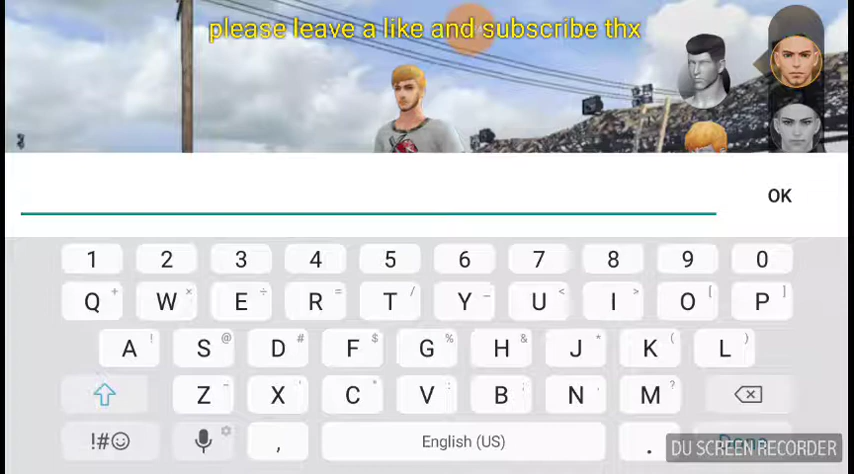 please leave a like and subscribe thx
OK
1 2 3 4 5 6 7 8 9 0
Q + W × E ÷ R = T / Y _ U < I > O [ P ]
A ! S @ D # F $ G % H & J * K ( L )
Z - X ' C " V : B ; N , M ?
!#☺ , English (US) . Done
DU SCREEN RECORDER